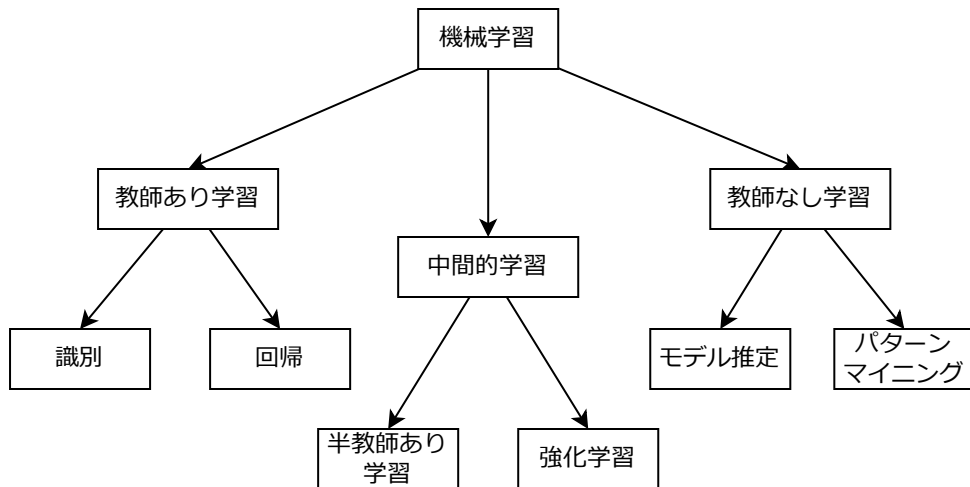 機械学習
教師あり学習
教師なし学習
中間的学習
識別
回帰
モデル推定
パターン
マイニング
半教師あり
学習
強化学習